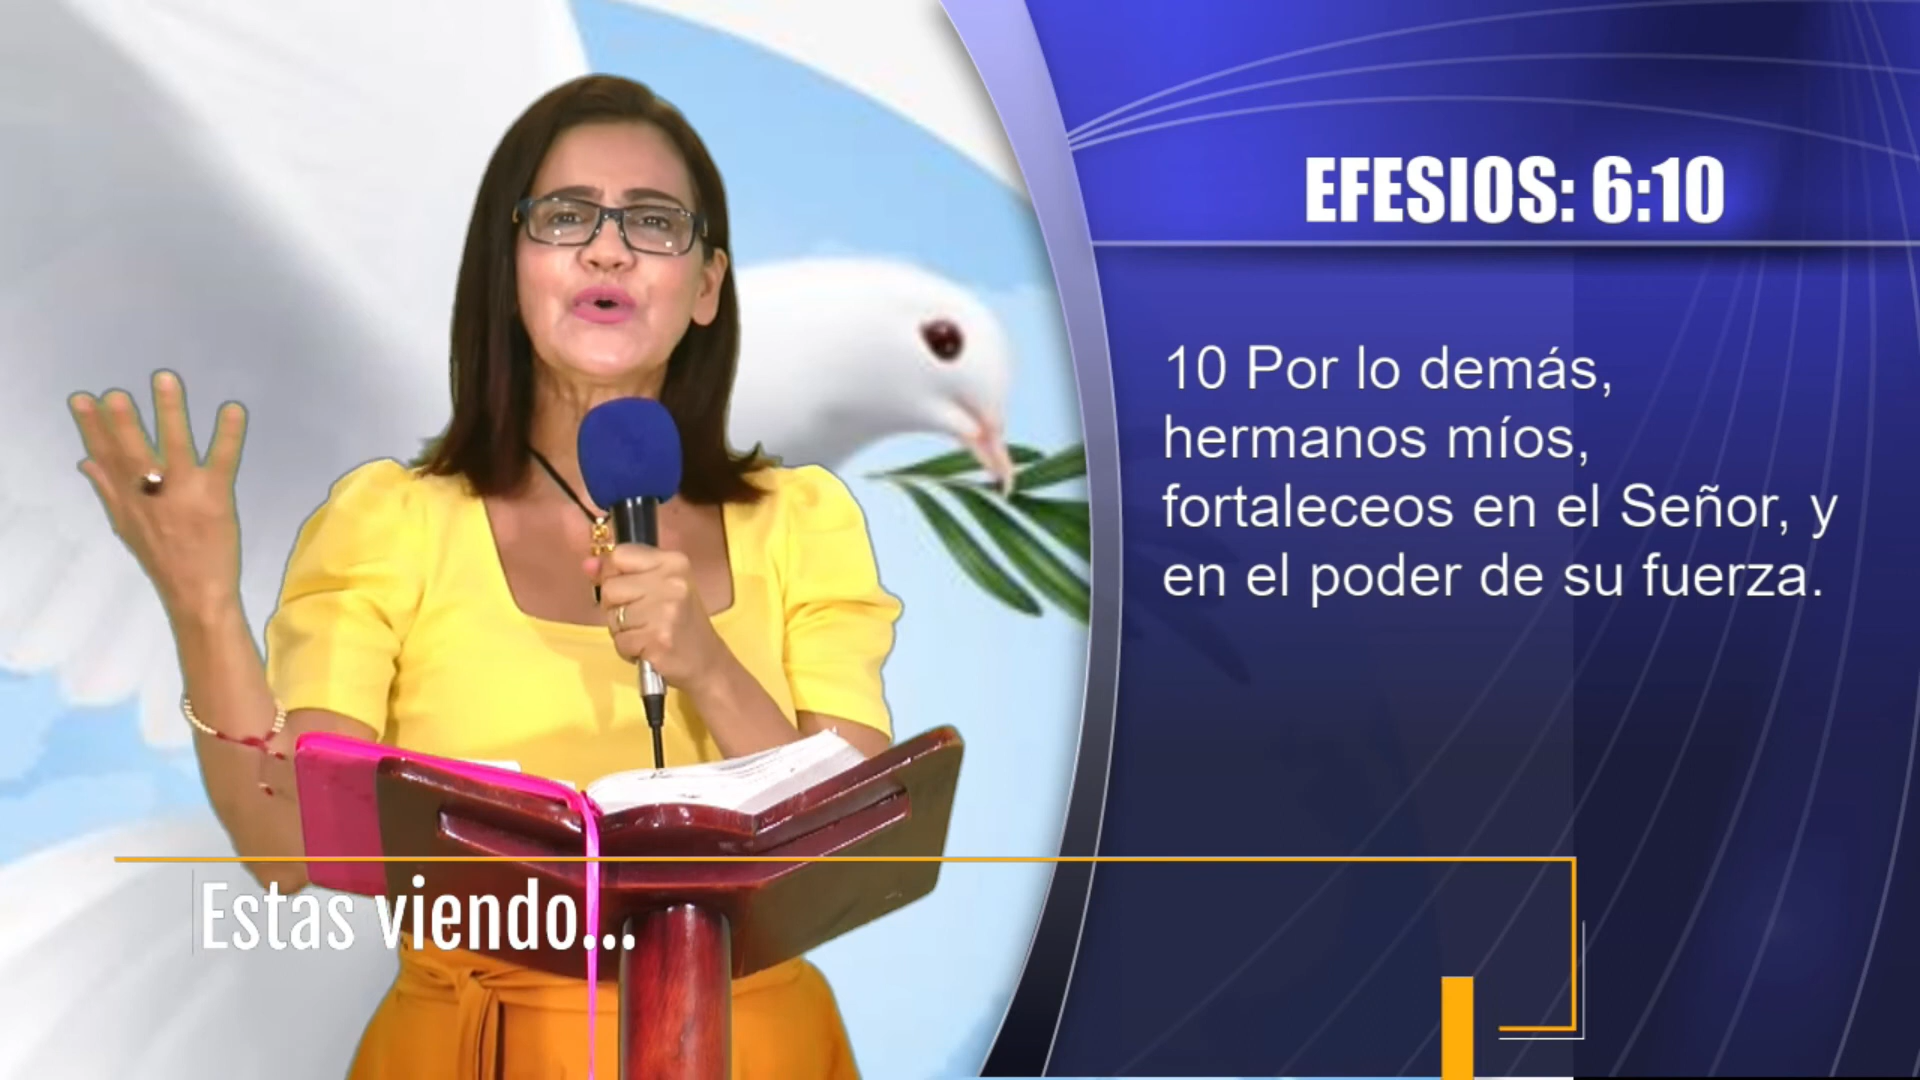 EFESIOS: 6:10
10 Por lo demás,
hermanos míos,
fortaleceos en el Señor, y
en el poder de su fuerza.
Estas viendo...